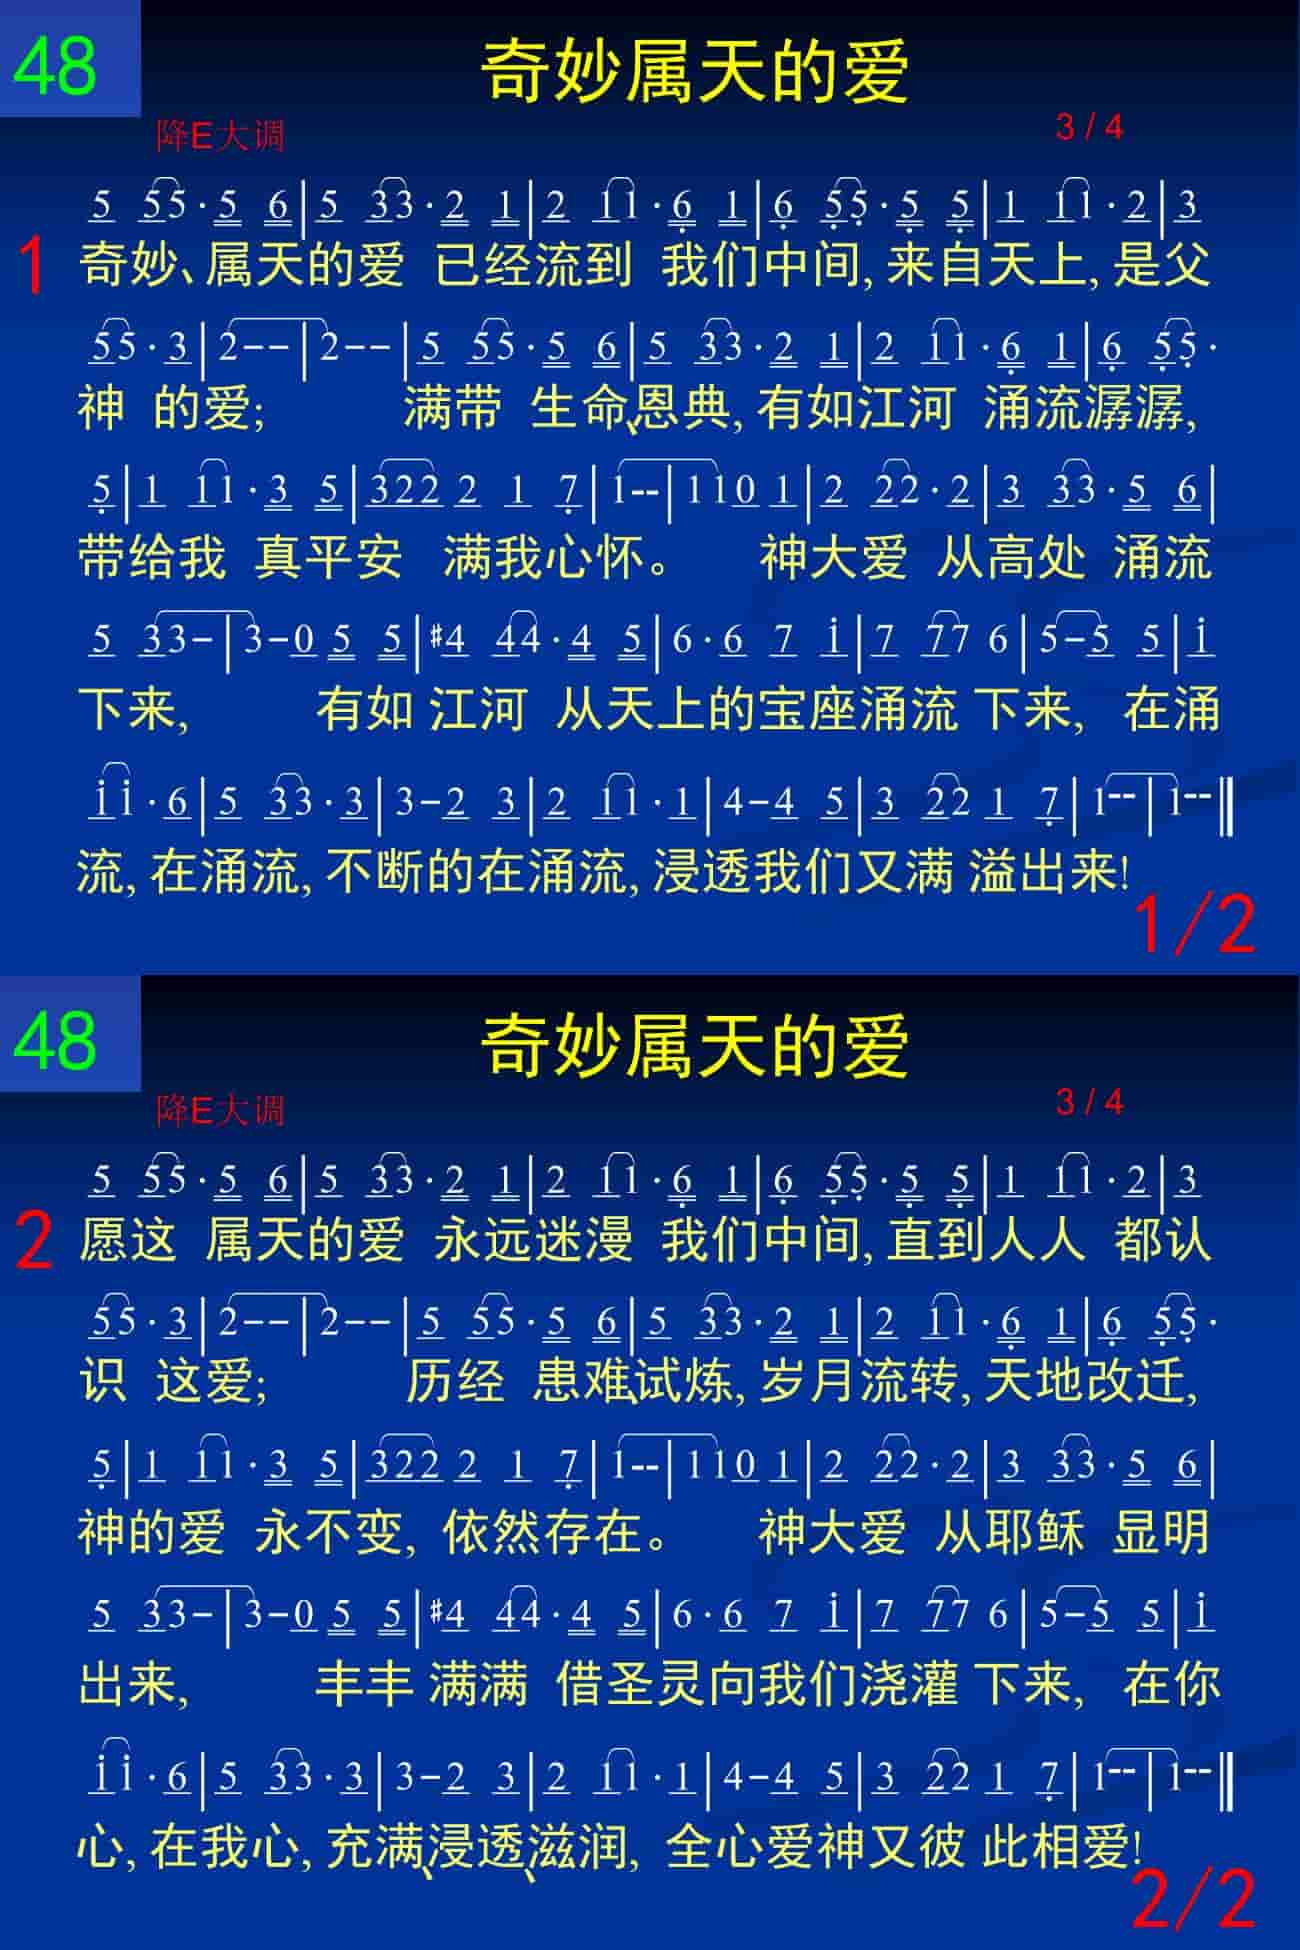 48
奇妙属天的爱
降E大调 3/4
5 55·5 6|5 33·2 1|2 11·6 1|6 55·5 5|1 11·2|3
1 奇妙、属天的爱 已经流到 我们中间,来自天上,是父
55·3|2--|2--|5 55·5 6|5 33·2 1|2 11·6 1|6 55·
神 的爱; 满带 生命、恩典,有如江河 涌流潺潺,
5|1 11·3 5|322 2 1 7|1--|110 1|2 22·2|3 33·5 6|
带给我 真平安 满我心怀。 神大爱 从高处 涌流
5 33-|3-0 5 5|#4 44·4 5|6·6 7 i|7 77 6|5-5 5|i
下来, 有如 江河 从天上的宝座涌流 下来, 在涌
ii·6|5 33·3|3-2 3|2 11·1|4-4 5|3 22 1 7|1--|1--‖
流,在涌流,不断的在涌流,浸透我们又满 溢出来!
1/2
48
奇妙属天的爱
降E大调 3/4
5 55·5 6|5 33·2 1|2 11·6 1|6 55·5 5|1 11·2|3
2 愿这 属天的爱 永远迷漫 我们中间,直到人人 都认
55·3|2--|2--|5 55·5 6|5 33·2 1|2 11·6 1|6 55·
识 这爱; 历经 患难、试炼,岁月流转,天地改迁,
5|1 11·3 5|322 2 1 7|1--|110 1|2 22·2|3 33·5 6|
神的爱 永不变, 依然存在。 神大爱 从耶稣 显明
5 33-|3-0 5 5|#4 44·4 5|6·6 7 i|7 77 6|5-5 5|i
出来, 丰丰 满满 借圣灵向我们浇灌 下来, 在你
ii·6|5 33·3|3-2 3|2 11·1|4-4 5|3 22 1 7|1--|1--‖
心,在我心,充满、浸透、滋润, 全心爱神又彼 此相爱!
2/2